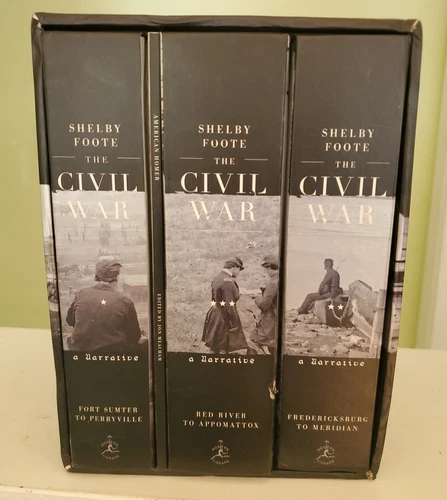 SHELBY
FOOTE
THE
CIVIL
WAR
a Narrative
FORT SUMTER
TO PERRYVILLE
AMERICAN HOMER
EDITED BY JON MEACHAM
SHELBY
FOOTE
THE
CIVIL
WAR
a Narrative
RED RIVER
TO APPOMATTOX
SHELBY
FOOTE
THE
CIVIL
WAR
a Narrative
FREDERICKSBURG
TO MERIDIAN